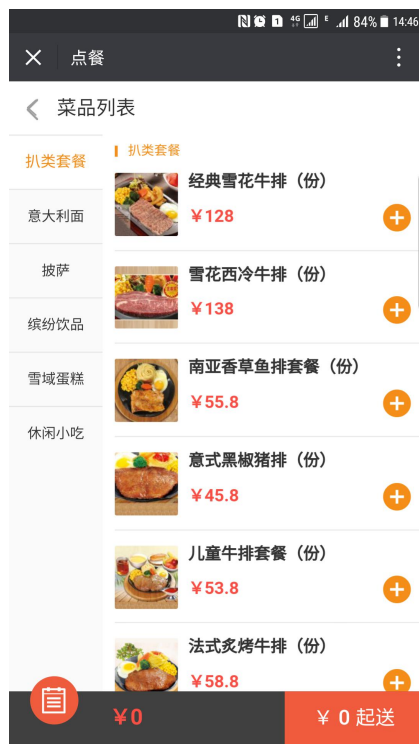 4G E 84% 14:46
点餐
菜品列表
扒类套餐
意大利面
披萨
缤纷饮品
雪域蛋糕
休闲小吃
扒类套餐
经典雪花牛排（份）
￥128
雪花西冷牛排（份）
￥138
南亚香草鱼排套餐（份）
￥55.8
意式黑椒猪排（份）
￥45.8
儿童牛排套餐（份）
￥53.8
法式炙烤牛排（份）
￥58.8
￥0
￥ 0 起送